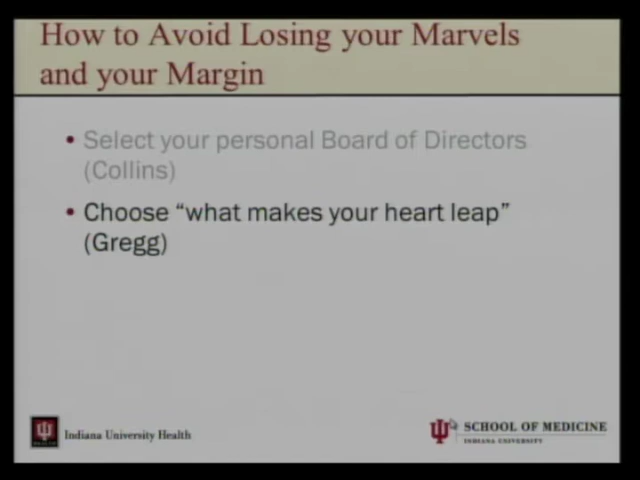 How to Avoid Losing your Marvels
and your Margin
• Select your personal Board of Directors
(Collins)
• Choose “what makes your heart leap”
(Gregg)
Indiana University Health
SCHOOL OF MEDICINE
INDIANA UNIVERSITY